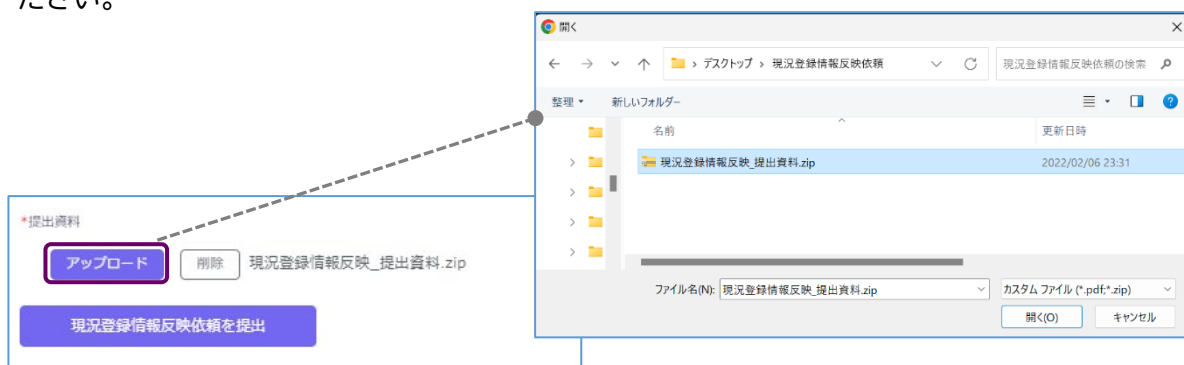 ださい。
開く
デスクトップ > 現況登録情報反映依頼
現況登録情報反映依頼の検索
整理
新しいフォルダー
名前
更新日時
現況登録情報反映_提出資料.zip
2022/02/06 23:31
ファイル名(N): 現況登録情報反映_提出資料.zip
カスタム ファイル (*.pdf;*.zip)
開く(O)
キャンセル
*提出資料
アップロード
削除
現況登録情報反映_提出資料.zip
現況登録情報反映依頼を提出